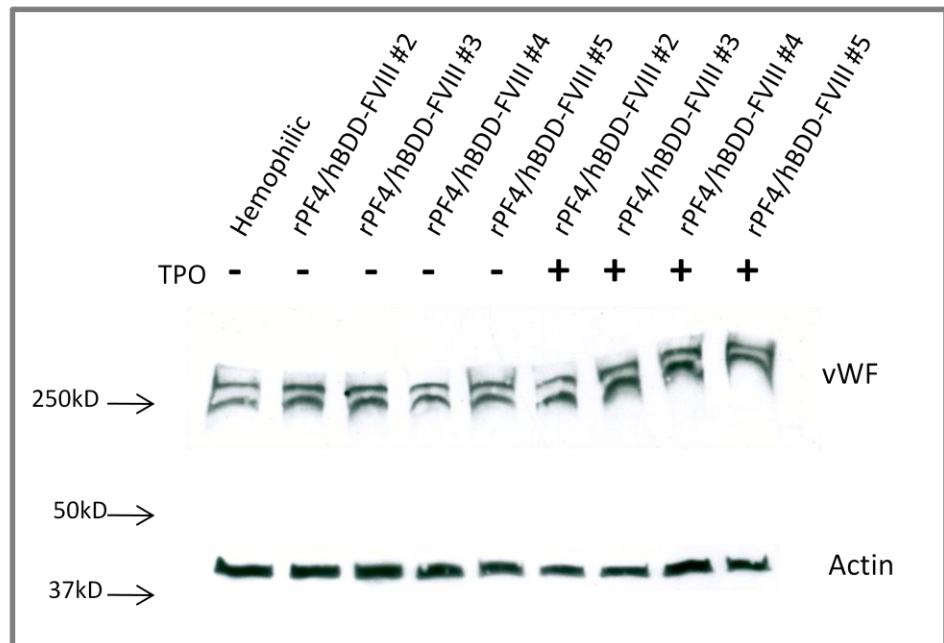 Hemophilic
rPF4/hBDD-FVIII #2
rPF4/hBDD-FVIII #3
rPF4/hBDD-FVIII #4
rPF4/hBDD-FVIII #5
rPF4/hBDD-FVIII #2
rPF4/hBDD-FVIII #3
rPF4/hBDD-FVIII #4
rPF4/hBDD-FVIII #5
TPO - - - - - + + + +
vWF
250kD
50kD
Actin
37kD